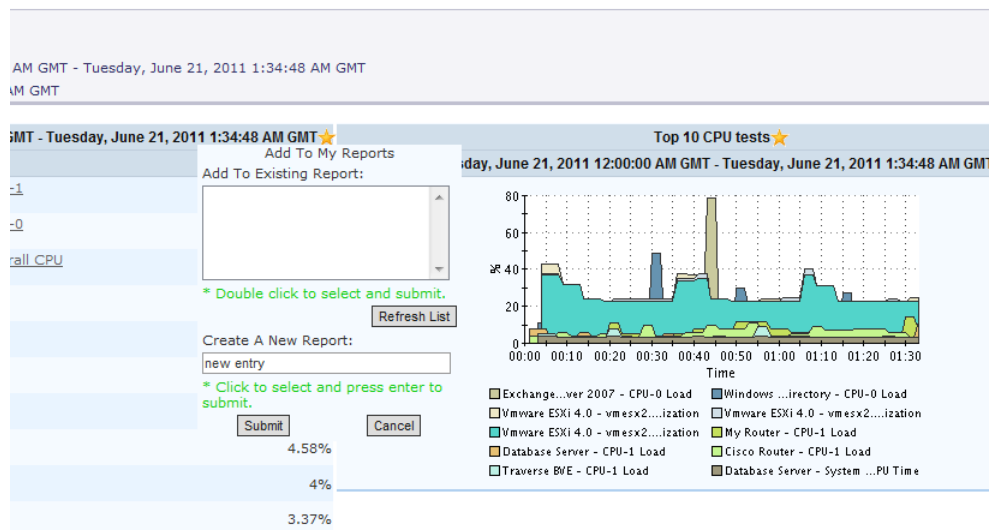 AM GMT - Tuesday, June 21, 2011 1:34:48 AM GMT
AM GMT
GMT - Tuesday, June 21, 2011 1:34:48 AM GMT
-1
-0
rall CPU
Add To My Reports
Add To Existing Report:
* Double click to select and submit.
Refresh List
Create A New Report:
new entry
* Click to select and press enter to
submit.
Submit
Cancel
4.58%
4%
3.37%
Top 10 CPU tests
sday, June 21, 2011 12:00:00 AM GMT - Tuesday, June 21, 2011 1:34:48 AM GMT
80
60
%
40
20
0
00:00 00:10 00:20 00:30 00:40 00:50 01:00 01:10 01:20 01:30
Time
Exchange...ver 2007 - CPU-0 Load
Windows ...irectory - CPU-0 Load
Vmware ESXi 4.0 - vmesx2....ization
Vmware ESXi 4.0 - vmesx2....ization
Vmware ESXi 4.0 - vmesx2....ization
My Router - CPU-1 Load
Database Server - CPU-1 Load
Cisco Router - CPU-1 Load
Traverse BVE - CPU-1 Load
Database Server - System ...PU Time